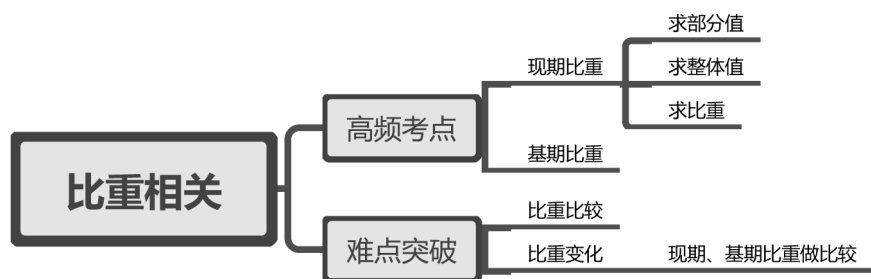 比重相关
高频考点
现期比重
求部分值
求整体值
求比重
基期比重
难点突破
比重比较
比重变化
现期、基期比重做比较